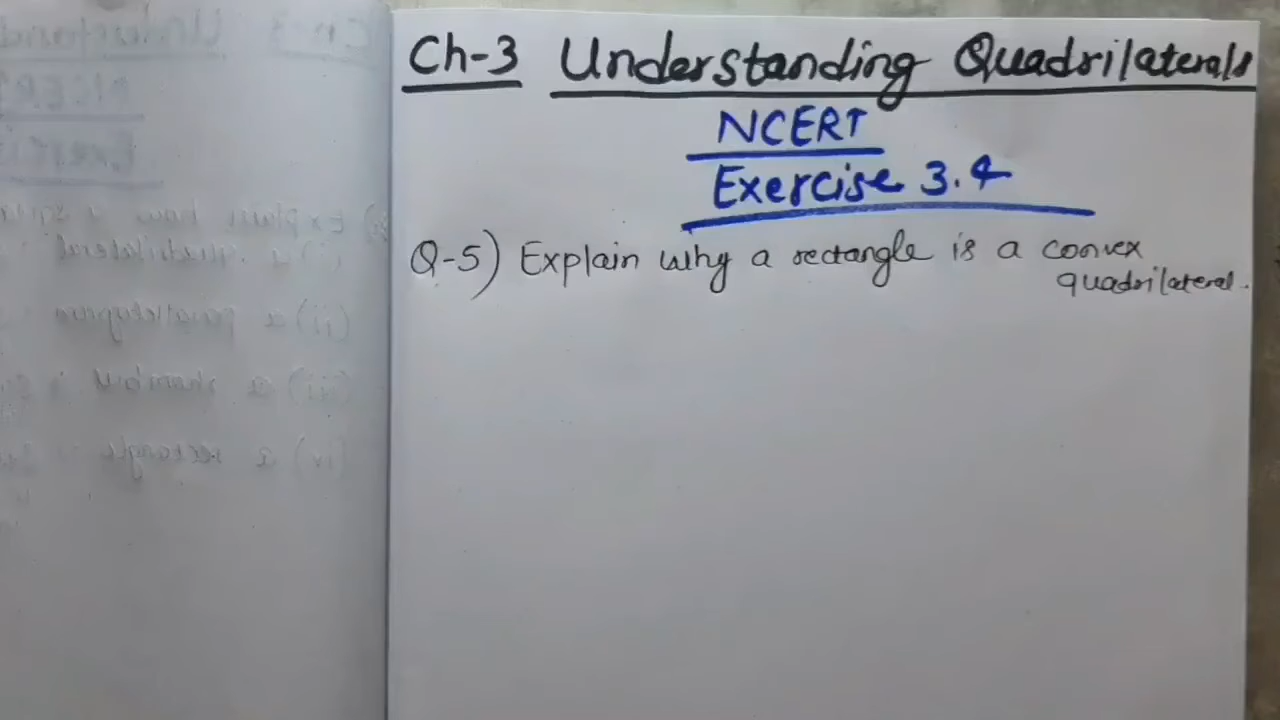 Ch-3 Understanding Quadrilaterals
NCERT
Exercise 3.4
Q-5) Explain why a rectangle is a convex
quadrilateral.